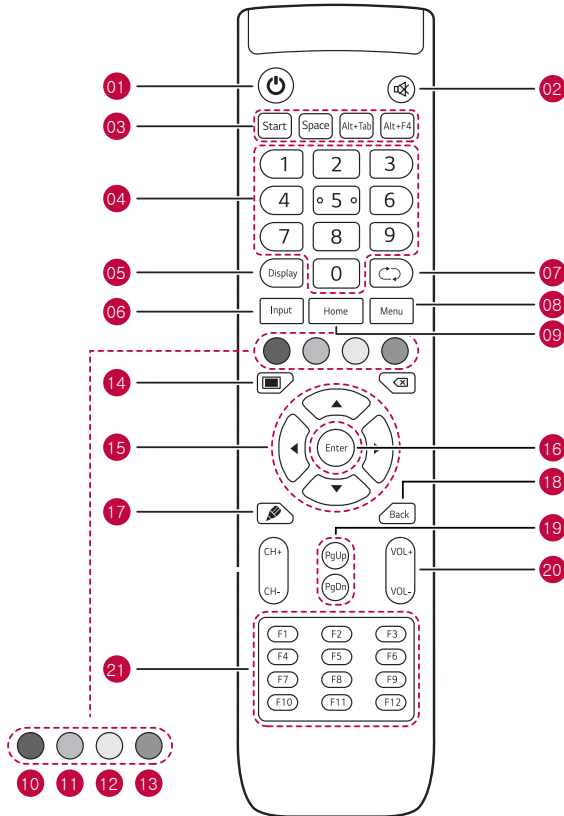 01
02
03
Start Space Alt+Tab Alt+F4
1 2 3
04
4 5 6
7 8 9
05
Display 0
07
06
Input Home Menu
08
09
14
15
Enter
16
17
Back
18
19
CH+ PgUp VOL+
CH- PgDn VOL-
20
F1 F2 F3
F4 F5 F6
21
F7 F8 F9
F10 F11 F12
10 11 12 13